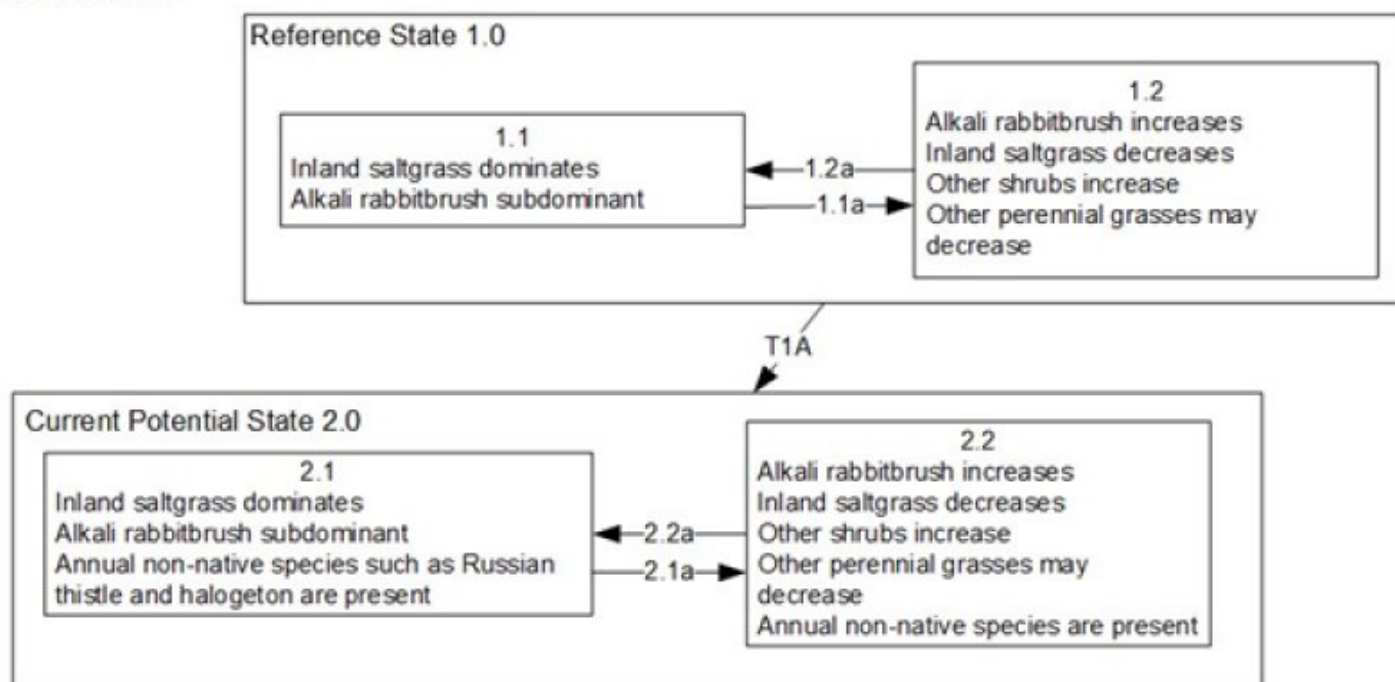 Reference State 1.0
1.1
Inland saltgrass dominates
Alkali rabbitbrush subdominant
1.2a
1.1a
1.2
Alkali rabbitbrush increases
Inland saltgrass decreases
Other shrubs increase
Other perennial grasses may
decrease
T1A
Current Potential State 2.0
2.1
Inland saltgrass dominates
Alkali rabbitbrush subdominant
Annual non-native species such as Russian
thistle and halogeton are present
2.2a
2.1a
2.2
Alkali rabbitbrush increases
Inland saltgrass decreases
Other shrubs increase
Other perennial grasses may
decrease
Annual non-native species are present